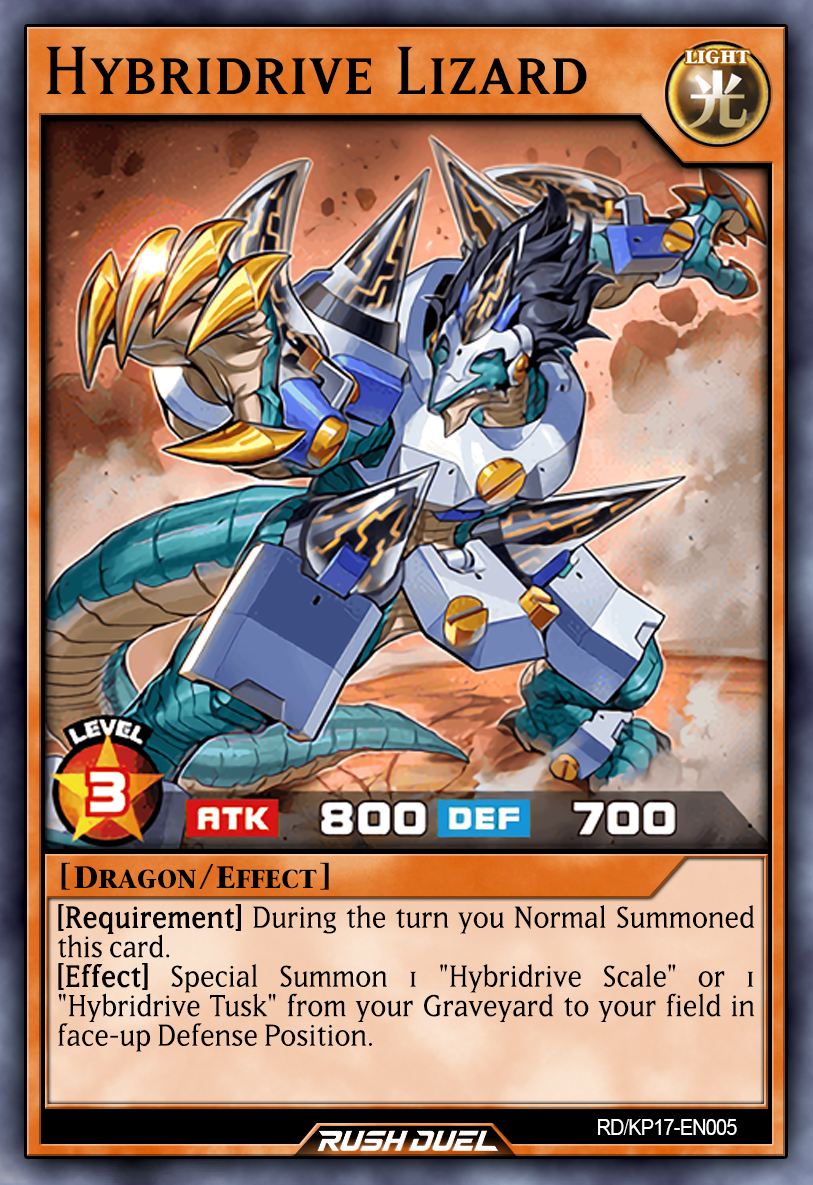 Hybridrive Lizard
LIGHT
光
LEVEL
3
ATK 800 DEF 700
[Dragon/Effect]
[Requirement] During the turn you Normal Summoned
this card.
[Effect] Special Summon 1 "Hybridrive Scale" or 1
"Hybridrive Tusk" from your Graveyard to your field in
face-up Defense Position.
RD/KP17-EN005
RUSH DUEL